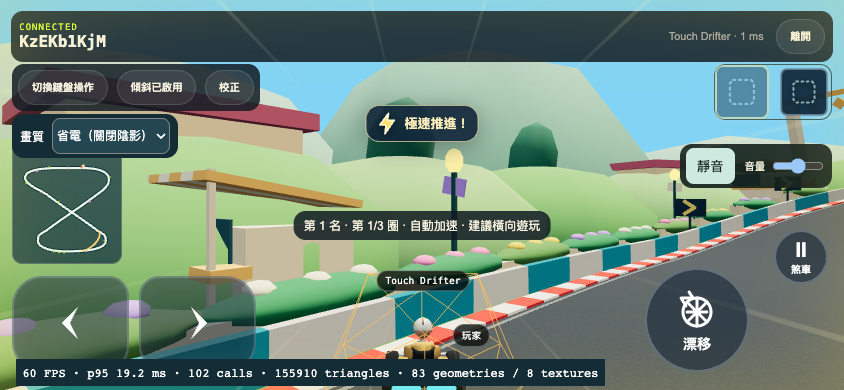 CONNECTED
KzEKb1KjM
Touch Drifter · 1 ms
離開
切換鍵盤操作
傾斜已啟用
校正
畫質
省電（關閉陰影）
極速推進！
靜音
音量
第 1 名 · 第 1/3 圈 · 自動加速 · 建議橫向遊玩
煞車
Touch Drifter
玩家
漂移
60 FPS · p95 19.2 ms · 102 calls · 155910 triangles · 83 geometries / 8 textures